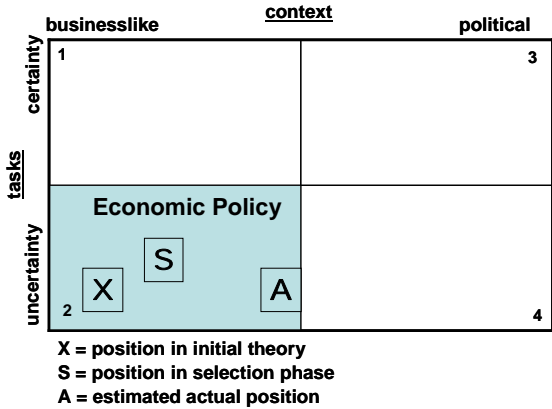 context
businesslike political
1 3
certainty
tasks
uncertainty
Economic Policy
S
X A
2 4
X = position in initial theory
S = position in selection phase
A = estimated actual position